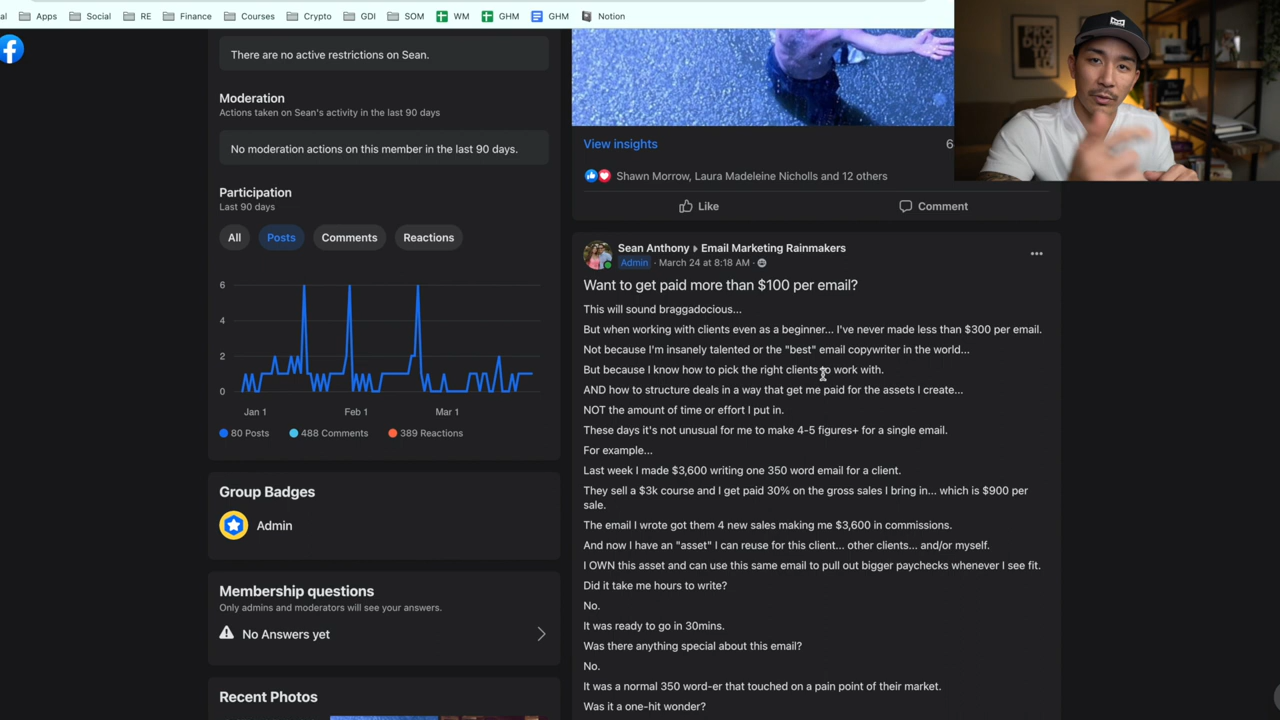 al Apps Social RE Finance Courses Crypto GDI SOM WM GHM GHM Notion
There are no active restrictions on Sean.
Moderation
Actions taken on Sean's activity in the last 90 days
No moderation actions on this member in the last 90 days.
Participation
Last 90 days
All Posts Comments Reactions
6
4
2
0
Jan 1 Feb 1 Mar 1
80 Posts 488 Comments 389 Reactions
Group Badges
Admin
Membership questions
Only admins and moderators will see your answers.
No Answers yet
Recent Photos
View insights 6
Shawn Morrow, Laura Madeleine Nicholls and 12 others
Like Comment
Sean Anthony Email Marketing Rainmakers
Admin · March 24 at 8:18 AM ·
Want to get paid more than $100 per email?
This will sound braggadocious...
But when working with clients even as a beginner... I've never made less than $300 per email.
Not because I'm insanely talented or the "best" email copywriter in the world...
But because I know how to pick the right clients to work with.
AND how to structure deals in a way that get me paid for the assets I create...
NOT the amount of time or effort I put in.
These days it's not unusual for me to make 4-5 figures+ for a single email.
For example...
Last week I made $3,600 writing one 350 word email for a client.
They sell a $3k course and I get paid 30% on the gross sales I bring in... which is $900 per
sale.
The email I wrote got them 4 new sales making me $3,600 in commissions.
And now I have an "asset" I can reuse for this client... other clients... and/or myself.
I OWN this asset and can use this same email to pull out bigger paychecks whenever I see fit.
Did it take me hours to write?
No.
It was ready to go in 30mins.
Was there anything special about this email?
No.
It was a normal 350 word-er that touched on a pain point of their market.
Was it a one-hit wonder?